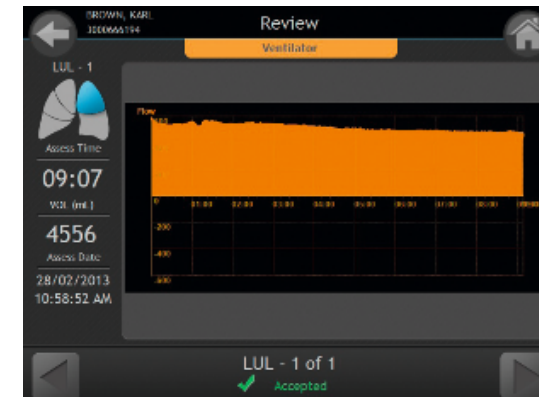 BROWN, KARL
3000666194
Review
Ventilator
LUL - 1
Assess Time
09:07
VOL (mL)
4556
Assess Date
28/02/2013
10:58:52 AM
Flow
0
01:00 02:00 03:00 04:00 05:00 06:00 07:00 08:00
-200
-400
-600
LUL - 1 of 1
Accepted